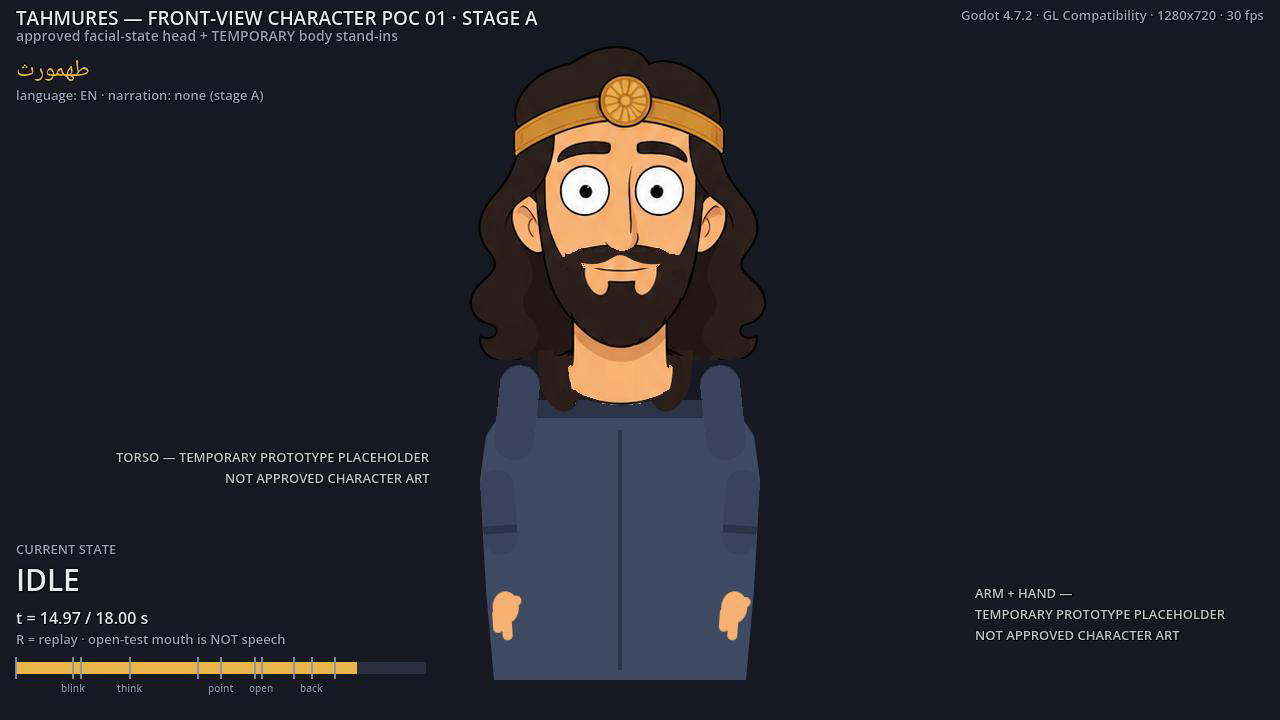 TAHMURES — FRONT-VIEW CHARACTER POC 01 · STAGE A
approved facial-state head + TEMPORARY body stand-ins
Godot 4.7.2 · GL Compatibility · 1280x720 · 30 fps
طهمورث
language: EN · narration: none (stage A)
TORSO — TEMPORARY PROTOTYPE PLACEHOLDER
NOT APPROVED CHARACTER ART
CURRENT STATE
IDLE
t = 14.97 / 18.00 s
R = replay · open-test mouth is NOT speech
blink think point open back
ARM + HAND —
TEMPORARY PROTOTYPE PLACEHOLDER
NOT APPROVED CHARACTER ART